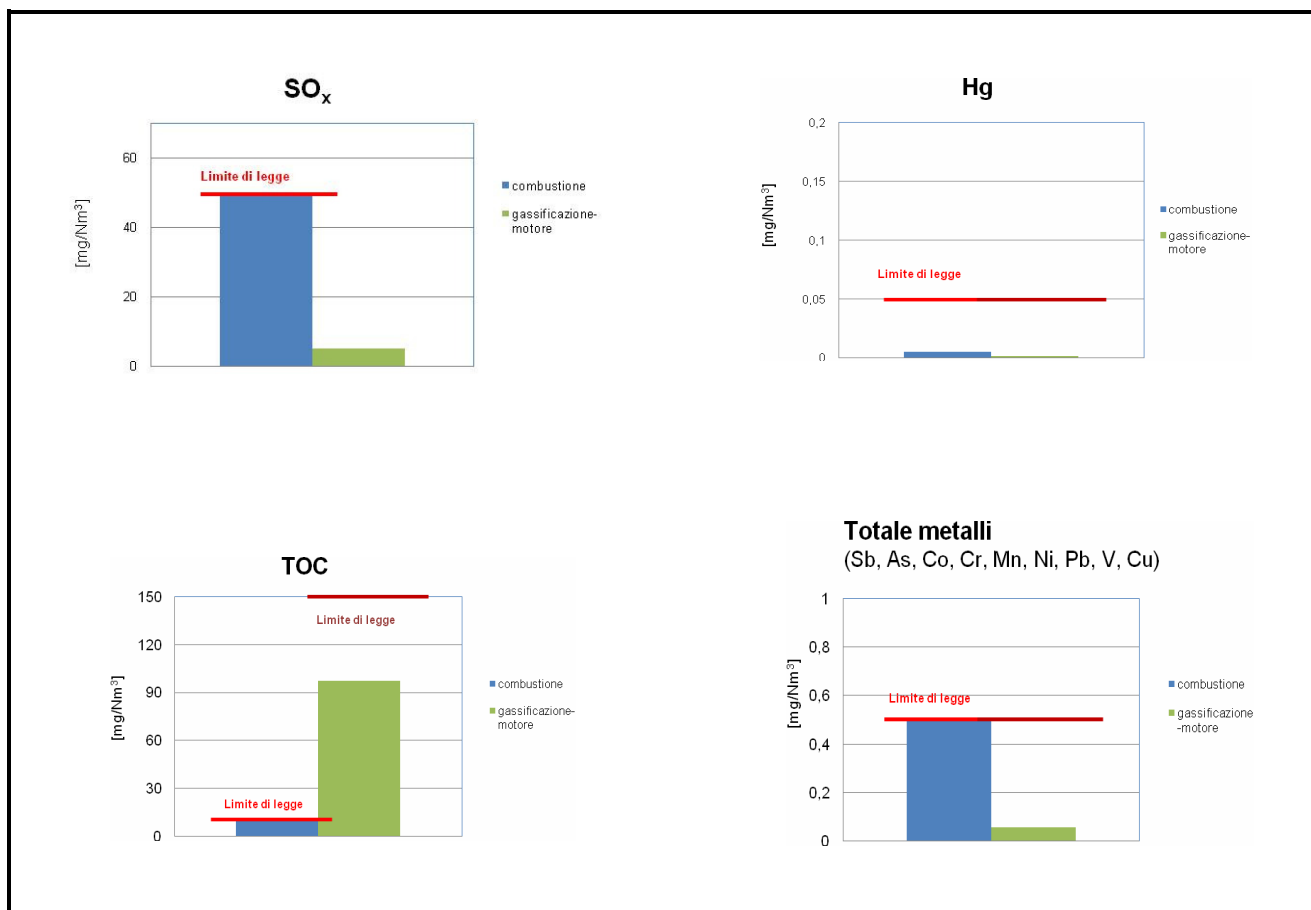 SOx
[mg/Nm³]
60
40
20
0
Limite di legge
combustione
gassificazione-
motore
Hg
[mg/Nm³]
0,2
0,15
0,1
0,05
0
Limite di legge
combustione
gassificazione-
motore
TOC
[mg/Nm³]
150
120
90
60
30
0
Limite di legge
Limite di legge
combustione
gassificazione-
motore
Totale metalli
(Sb, As, Co, Cr, Mn, Ni, Pb, V, Cu)
[mg/Nm³]
1
0,8
0,6
0,4
0,2
0
Limite di legge
combustione
gassificazione
-motore